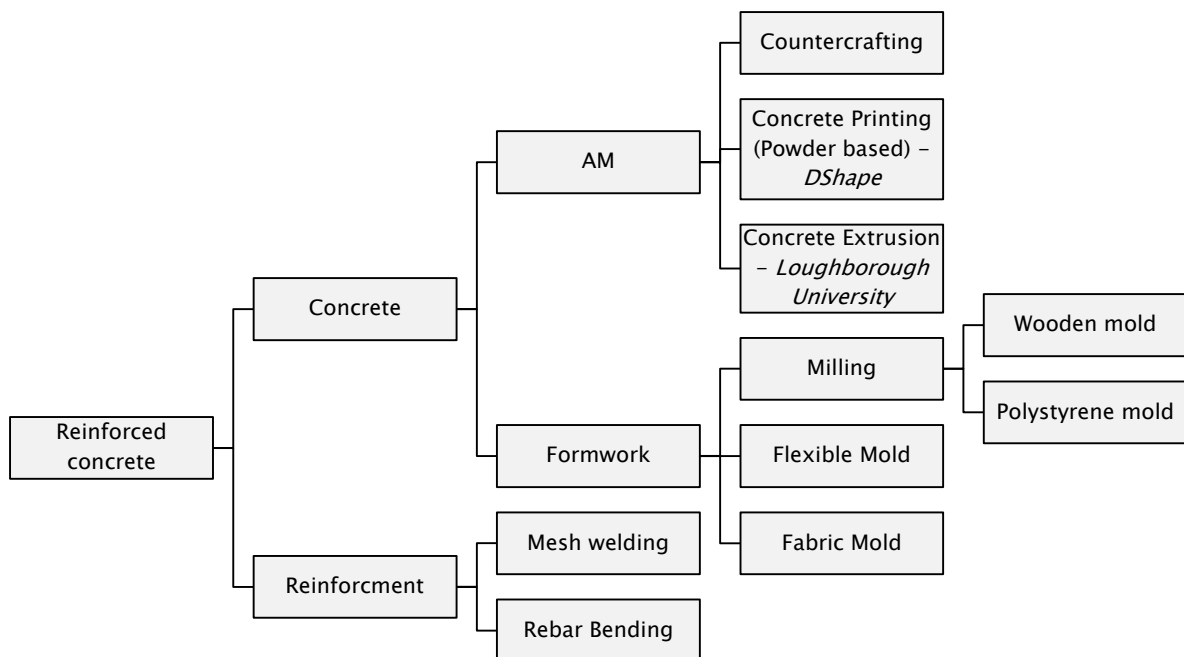 Countercrafting
Concrete Printing
(Powder based) –
DShape
AM
Concrete Extrusion
– Loughborough
University
Concrete
Wooden mold
Milling
Polystyrene mold
Reinforced
concrete
Formwork
Flexible Mold
Mesh welding
Fabric Mold
Reinforcment
Rebar Bending